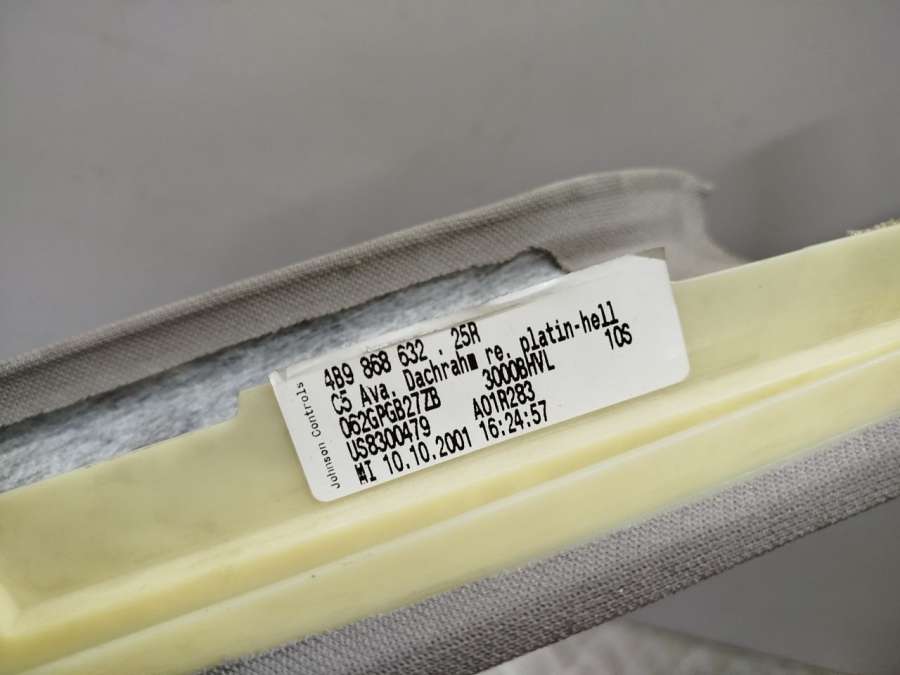 Johnson Controls
4B9 868 632 . 25R
C5 Ava. Dachrahm re. platin-hell
062GPGB27ZB 3000BHVL 10S
US8300479 A01R283
MI 10.10.2001 16:24:57